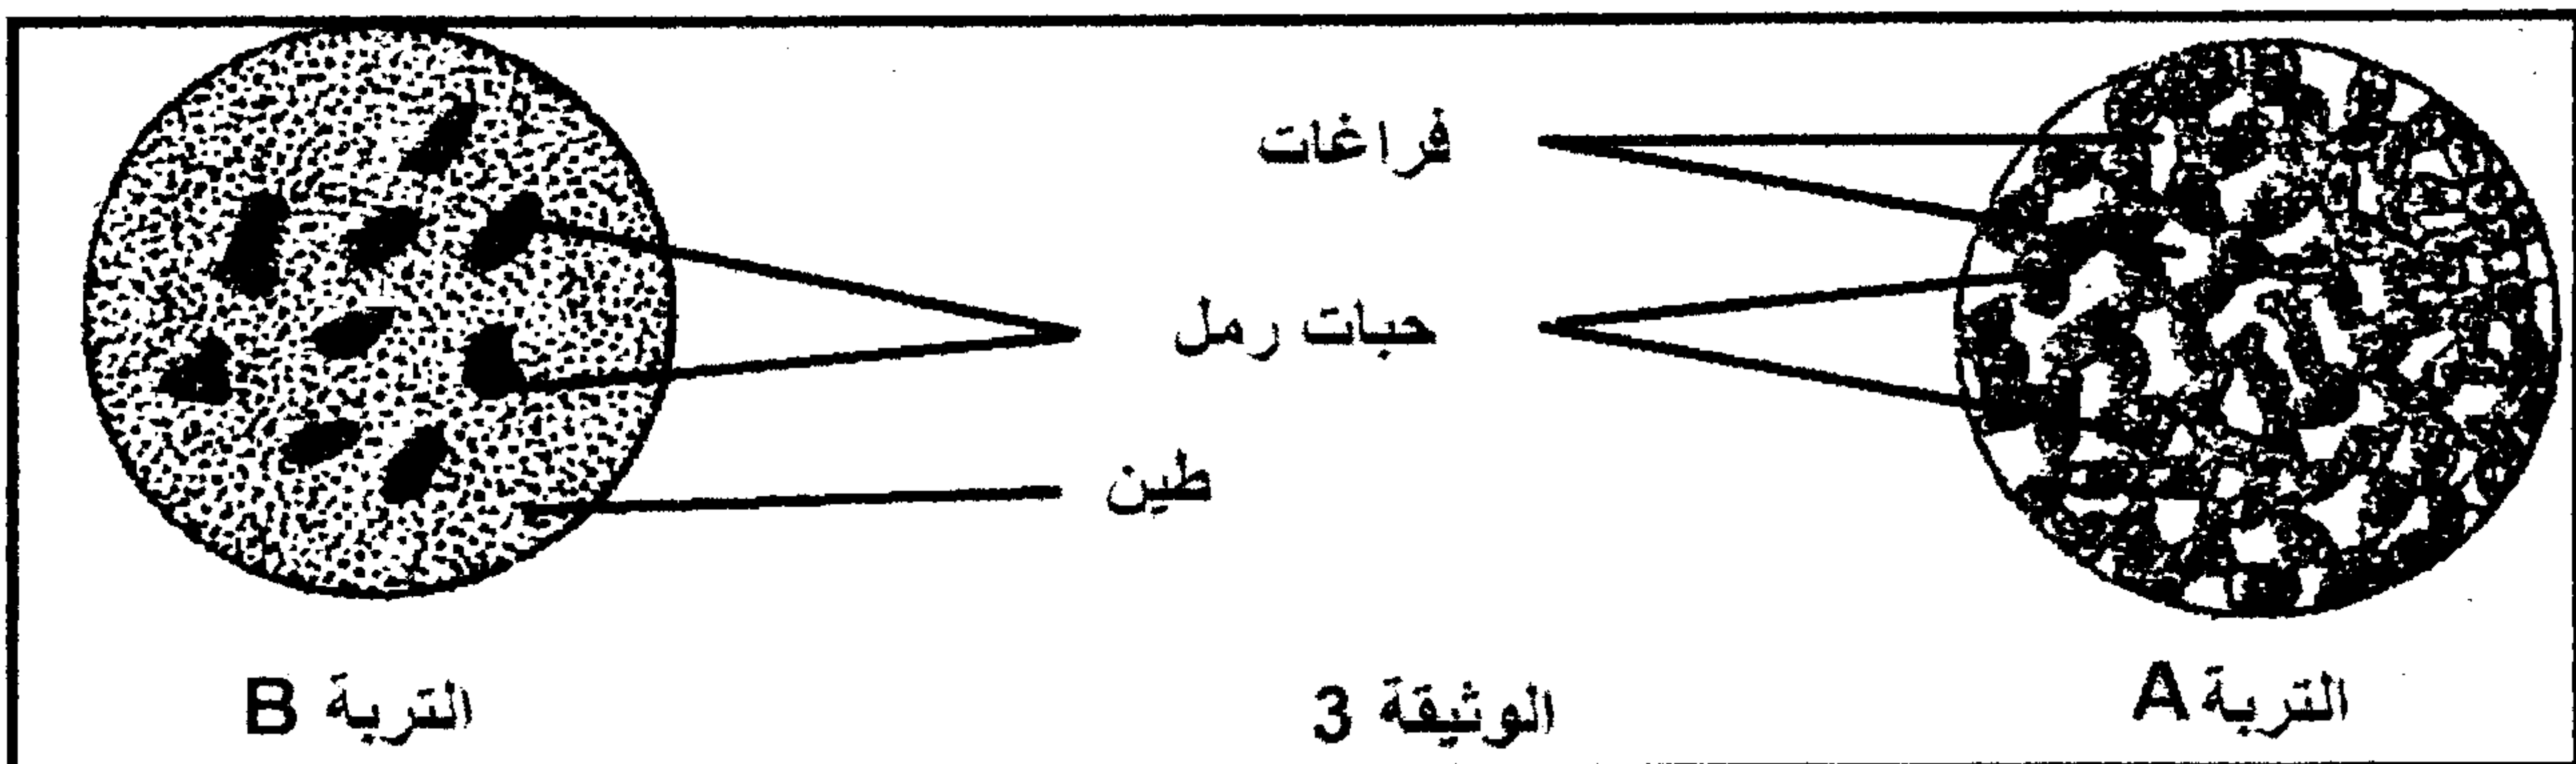 فراغات
حبات رمل
طين
التربة A
الوثيقة 3
التربة B